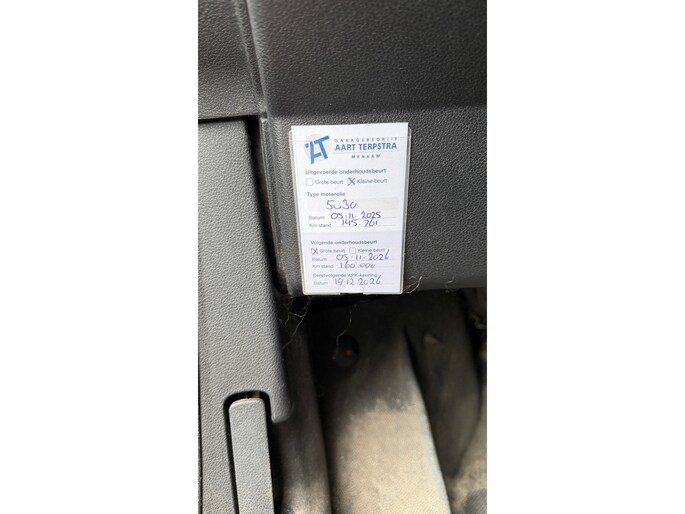 AT
GARAGEBEDRIJF
AART TERPSTRA
MENAAM
Uitgevoerde onderhoudsbeurt
Grote beurt Kleine beurt
Type motorolie
5w30
Datum 05-11-2025
Km stand 145.761
Volgende onderhoudsbeurt
Grote beurt Kleine beurt
Datum 05-11-2026
Km stand 160.000
Eerstvolgende APK-keuring
Datum 19-12-2026